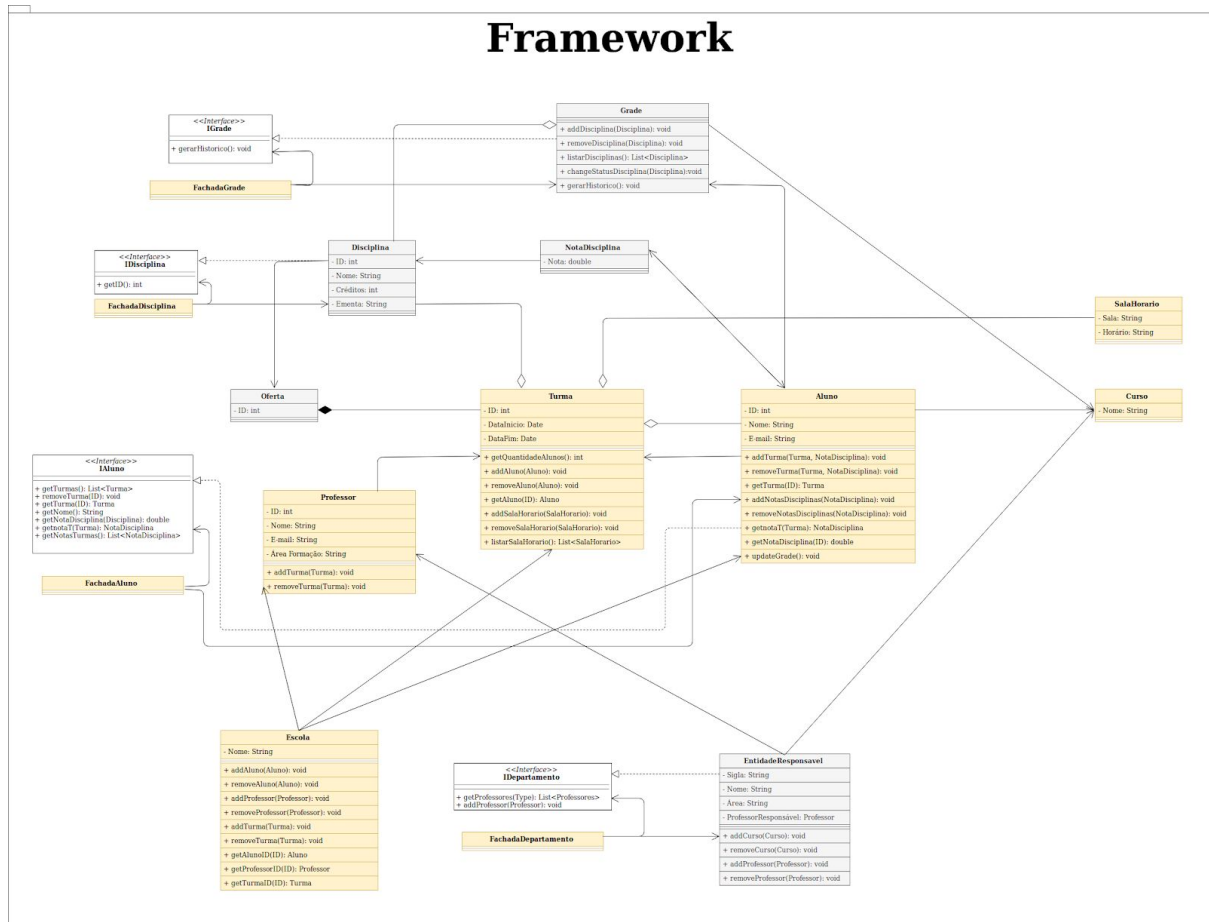 Framework
Grade
+ addDisciplina(Disciplina): void
+ removeDisciplina(Disciplina): void
+ listarDisciplinas(): List<Disciplina>
+ changeStatusDisciplina(Disciplina):void
+ gerarHistorico(): void
<<Interface>>
IGrade
+ gerarHistorico(): void
FachadaGrade
Disciplina
- ID: int
- Nome: String
- Créditos: int
- Ementa: String
NotaDisciplina
- Nota: double
<<Interface>>
IDisciplina
+ getID(): int
FachadaDisciplina
SalaHorario
- Sala: String
- Horário: String
Oferta
- ID: int
Turma
- ID: int
- DataInicio: Date
- DataFim: Date
+ getQuantidadeAlunos(): int
+ addAluno(Aluno): void
+ removeAluno(Aluno): void
+ getAluno(ID): Aluno
+ addSalaHorario(SalaHorario): void
+ removeSalaHorario(SalaHorario): void
+ listarSalaHorario(): List<SalaHorario>
Aluno
- ID: int
- Nome: String
- E-mail: String
+ addTurma(Turma, NotaDisciplina): void
+ removeTurma(Turma, NotaDisciplina): void
+ getTurma(ID): Turma
+ addNotasDisciplinas(NotaDisciplina): void
+ removeNotasDisciplinas(NotaDisciplina): void
+ getnotaT(Turma): NotaDisciplina
+ getNotaDisciplina(ID): double
+ updateGrade(): void
Curso
- Nome: String
<<Interface>>
IAluno
+ getTurmas(): List<Turma>
+ removeTurma(ID): void
+ getTurma(ID): Turma
+ getNome(): String
+ getNotaDisciplina(Disciplina): double
+ getnotaT(Turma): NotaDisciplina
+ getNotasTurmas(): List<NotaDisciplina>
FachadaAluno
Professor
- ID: int
- Nome: String
- E-mail: String
- Área Formação: String
+ addTurma(Turma): void
+ removeTurma(Turma): void
Escola
- Nome: String
+ addAluno(Aluno): void
+ removeAluno(Aluno): void
+ addProfessor(Professor): void
+ removeProfessor(Professor): void
+ addTurma(Turma): void
+ removeTurma(Turma): void
+ getAlunoID(ID): Aluno
+ getProfessorID(ID): Professor
+ getTurmaID(ID): Turma
<<Interface>>
IDepartamento
+ getProfessores(Type): List<Professores>
+ addProfessor(Professor): void
FachadaDepartamento
EntidadeResponsavel
- Sigla: String
- Nome: String
- Área: String
- ProfessorResponsável: Professor
+ addCurso(Curso): void
+ removeCurso(Curso): void
+ addProfessor(Professor): void
+ removeProfessor(Professor): void